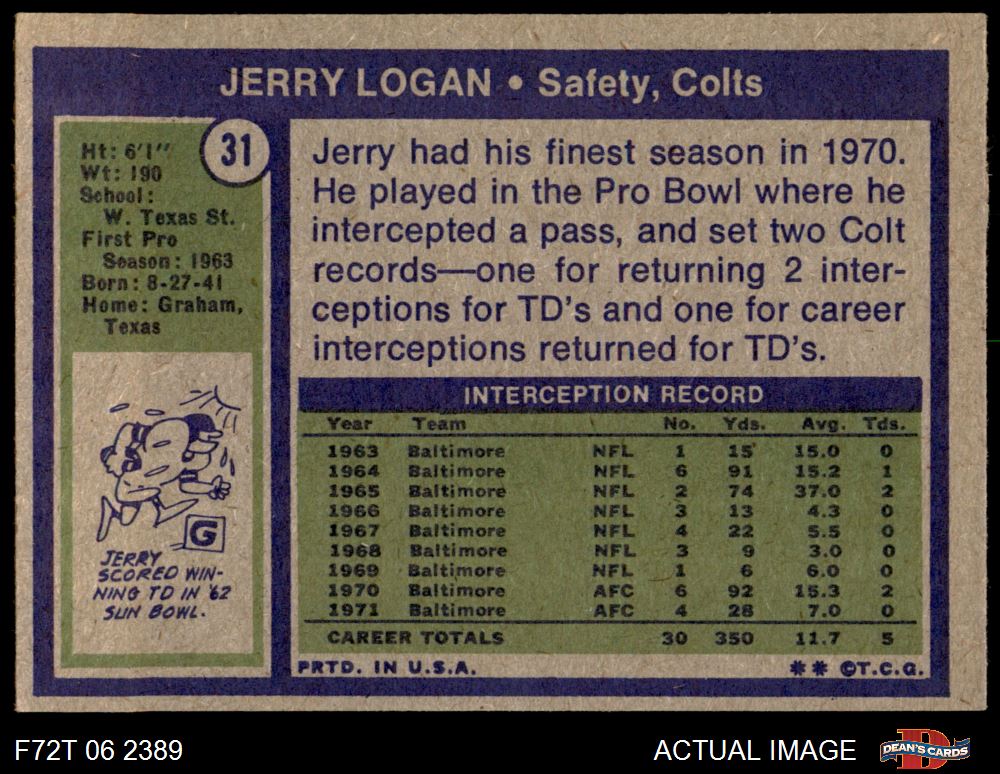 JERRY LOGAN • Safety, Colts
31
Ht: 6'1"
Wt: 190
School:
W. Texas St.
First Pro
Season: 1963
Born: 8-27-41
Home: Graham,
Texas
G
JERRY
SCORED WIN-
NING TD IN '62
SUN BOWL.
Jerry had his finest season in 1970.
He played in the Pro Bowl where he
intercepted a pass, and set two Colt
records—one for returning 2 inter-
ceptions for TD's and one for career
interceptions returned for TD's.
INTERCEPTION RECORD
Year Team No. Yds. Avg. Tds.
1963 Baltimore NFL 1 15 15.0 0
1964 Baltimore NFL 6 91 15.2 1
1965 Baltimore NFL 2 74 37.0 2
1966 Baltimore NFL 3 13 4.3 0
1967 Baltimore NFL 4 22 5.5 0
1968 Baltimore NFL 3 9 3.0 0
1969 Baltimore NFL 1 6 6.0 0
1970 Baltimore AFC 6 92 15.3 2
1971 Baltimore AFC 4 28 7.0 0
CAREER TOTALS 30 350 11.7 5
PRTD. IN U.S.A. ** ©T.C.G.
F72T 06 2389 ACTUAL IMAGE DEAN'S CARDS